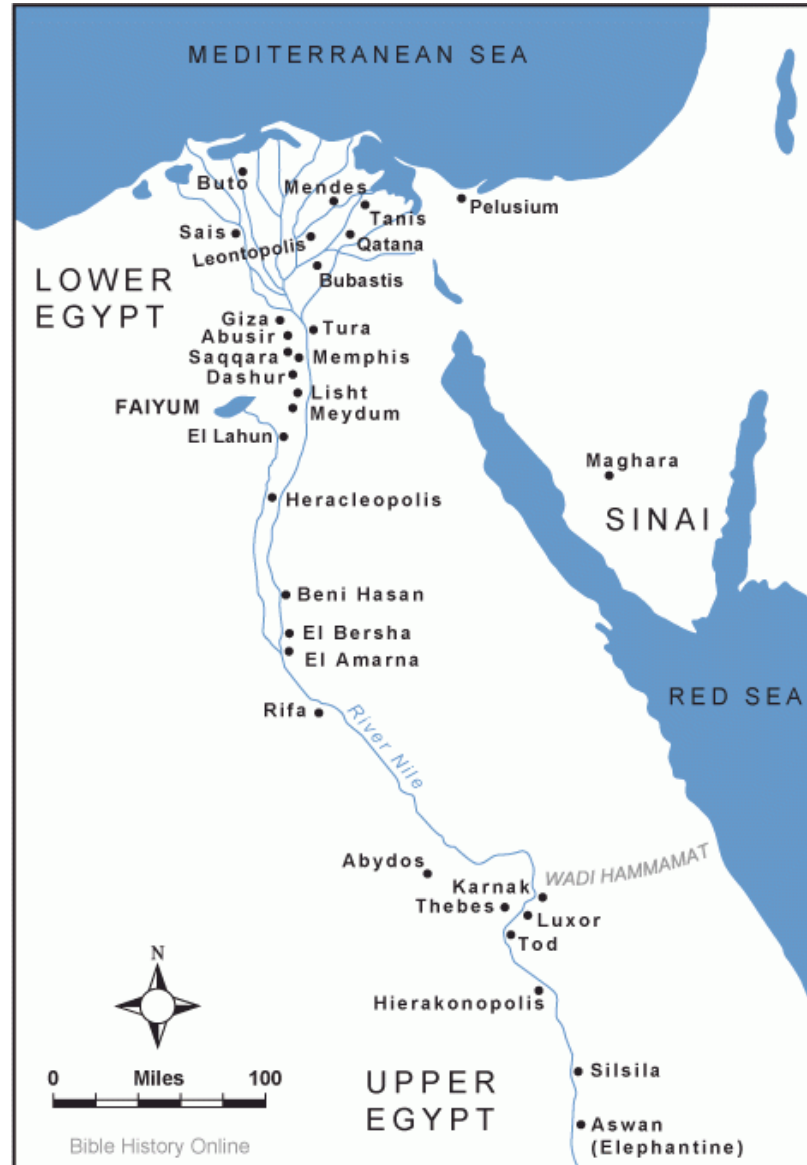 MEDITERRANEAN SEA
Buto
Mendes
Tanis
Pelusium
Sais
Leontopolis
Qatana
Bubastis
LOWER
EGYPT
Giza
Tura
Abusir
Saqqara
Memphis
Dashur
Lisht
FAIYUM
Meydum
El Lahun
Maghara
Heracleopolis
SINAI
Beni Hasan
El Bersha
El Amarna
RED SEA
Rifa
River Nile
Abydos
Karnak
WADI HAMMAMAT
Thebes
Luxor
Tod
N
Hierakonopolis
0 Miles 100
UPPER
EGYPT
Silsila
Aswan
(Elephantine)
Bible History Online